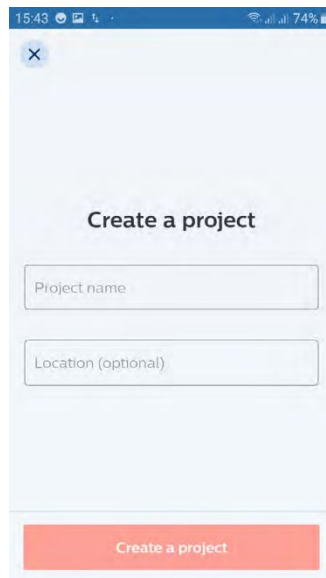 15:43 74%
Create a project
Project name
Location (optional)
Create a project